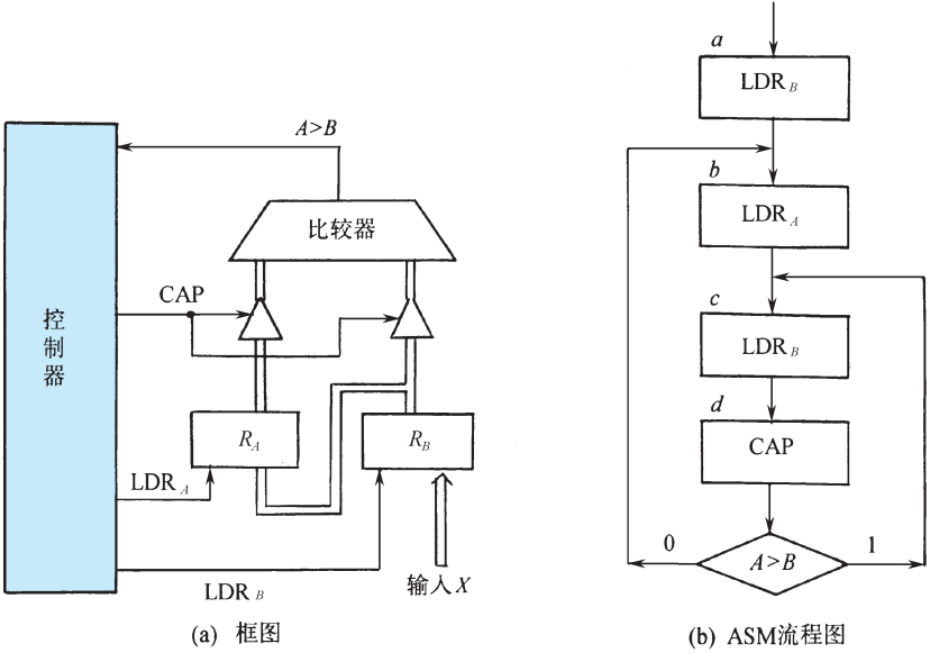 A>B
比较器
CAP
控制器
R_A
R_B
LDR_A
LDR_B
输入X
(a) 框图
a
LDR_B
b
LDR_A
c
LDR_B
d
CAP
0
A>B
1
(b) ASM流程图